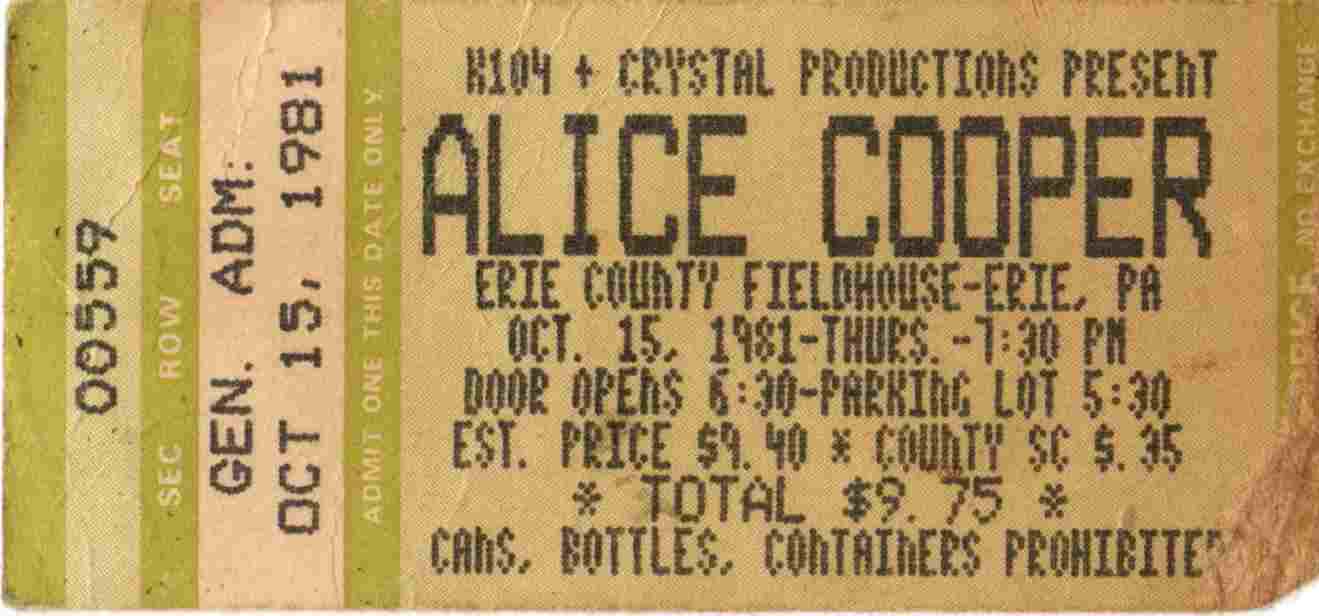 00559
SEC ROW SEAT
GEN. ADM:
OCT 15, 1981
ADMIT ONE THIS DATE ONLY
K104 + CRYSTAL PRODUCTIONS PRESENT
ALICE COOPER
ERIE COUNTY FIELDHOUSE-ERIE, PA
OCT. 15, 1981-THURS.-7:30 PM
DOOR OPENS 6:30-PARKING LOT 5:30
EST. PRICE $9.40 * COUNTY SC $.35
* TOTAL $9.75 *
CANS, BOTTLES, CONTAINERS PROHIBITED
NO EXCHANGE